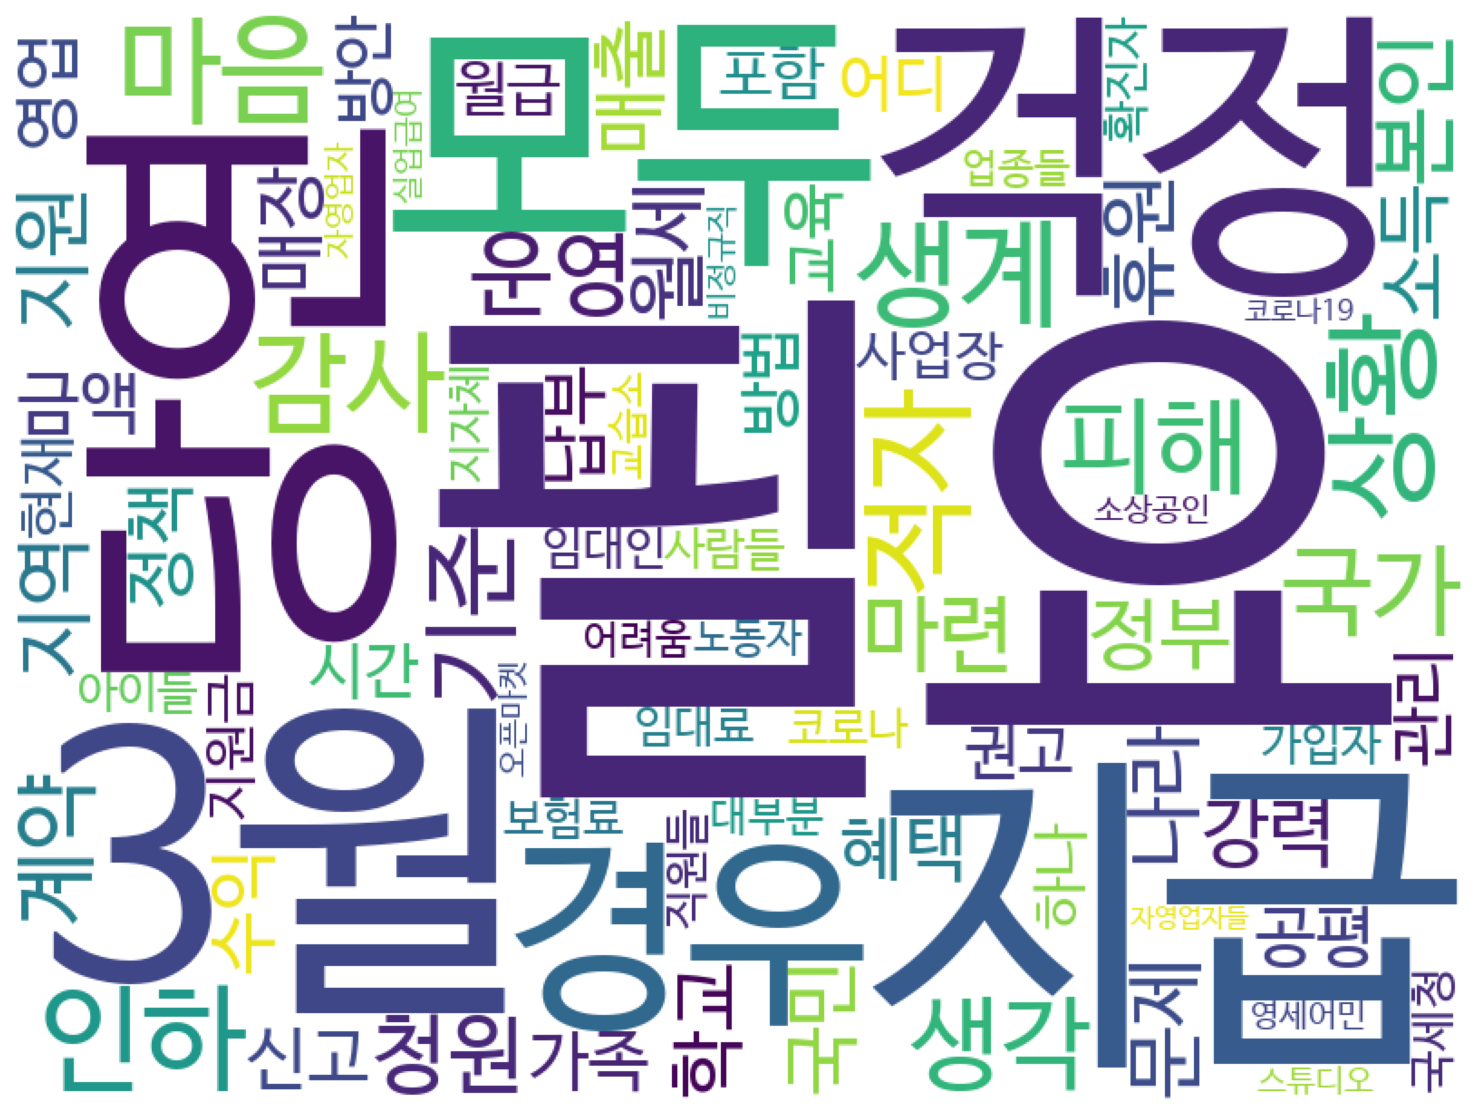 영업
마음
방안
월급
모두
매출
포함
어디
걱정
확진자
본인
당연
실업급여
자영업자
매장
지원
대응
월세
비정규직
교육
업종들
생계
휴원
소득
코로나19
필요
감사
현재마
액
지자체
납부
교습소
방법
사업장
적자
피해
소상공인
상황
지역
정책
기준
임대인
사람들
마련
정부
국가
어려움
노동자
시간
아이들
지원금
오픈마켓
임대료
코로나
권고
나라
가입자
관리
3월
계약
수익
보험료
대부분
직원들
경우
혜택
하나
지급
강력
자영업자들
공평
영세어민
국세청
인하
신고
청원
가족
학교
국민
생각
문제
스튜디오